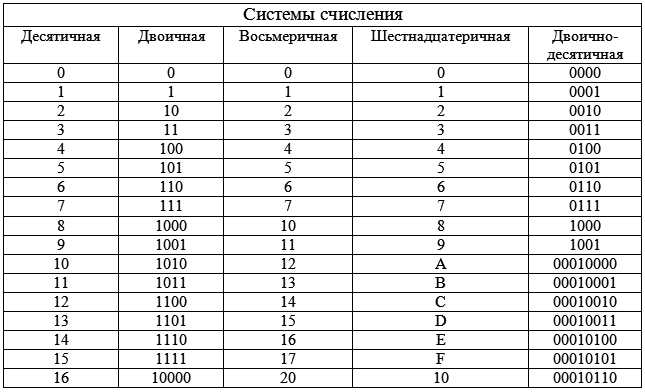 Системы счисления
Десятичная Двоичная Восьмеричная Шестнадцатеричная Двоично-
десятичная
0 0 0 0 0000
1 1 1 1 0001
2 10 2 2 0010
3 11 3 3 0011
4 100 4 4 0100
5 101 5 5 0101
6 110 6 6 0110
7 111 7 7 0111
8 1000 10 8 1000
9 1001 11 9 1001
10 1010 12 A 00010000
11 1011 13 B 00010001
12 1100 14 C 00010010
13 1101 15 D 00010011
14 1110 16 E 00010100
15 1111 17 F 00010101
16 10000 20 10 00010110